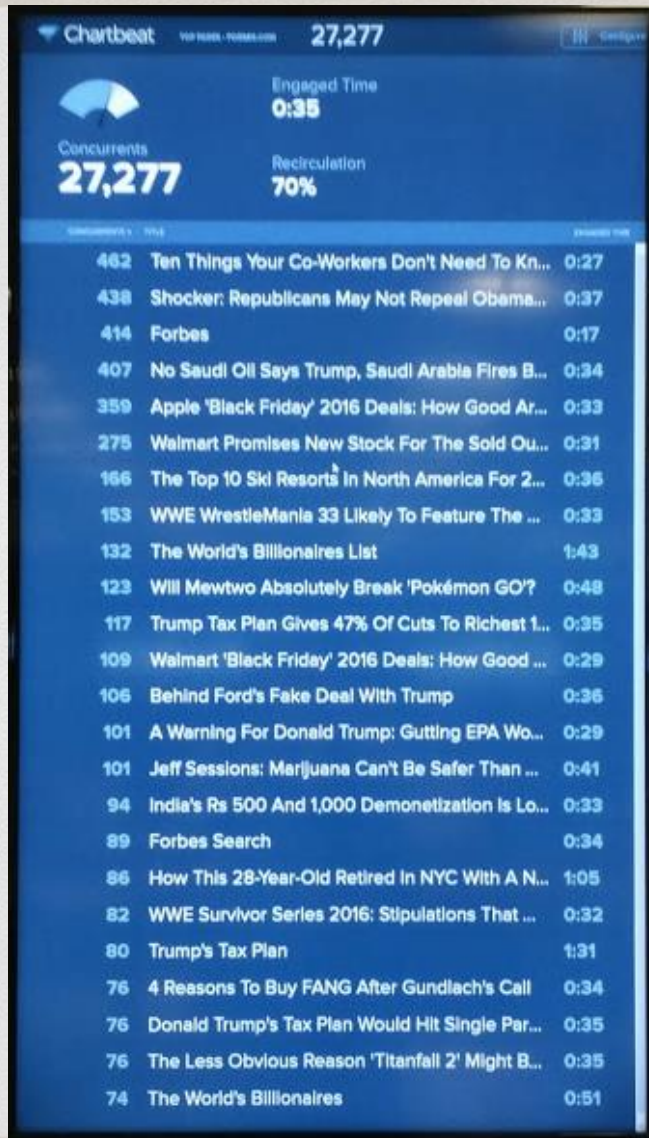 Chartbeat TOP PAGES - FORBES.COM 27,277 Configure
Engaged Time
0:35
Concurrents
27,277
Recirculation
70%
CONCURRENTS TITLE ENGAGED TIME
462 Ten Things Your Co-Workers Don't Need To Kn... 0:27
438 Shocker: Republicans May Not Repeal Obama... 0:37
414 Forbes 0:17
407 No Saudi Oil Says Trump, Saudi Arabia Fires B... 0:34
359 Apple 'Black Friday' 2016 Deals: How Good Ar... 0:33
275 Walmart Promises New Stock For The Sold Ou... 0:31
166 The Top 10 Ski Resorts In North America For 2... 0:36
153 WWE WrestleMania 33 Likely To Feature The ... 0:33
132 The World's Billionaires List 1:43
123 Will Mewtwo Absolutely Break 'Pokémon GO'? 0:48
117 Trump Tax Plan Gives 47% Of Cuts To Richest 1... 0:35
109 Walmart 'Black Friday' 2016 Deals: How Good ... 0:29
106 Behind Ford's Fake Deal With Trump 0:36
101 A Warning For Donald Trump: Gutting EPA Wo... 0:29
101 Jeff Sessions: Marijuana Can't Be Safer Than ... 0:41
94 India's Rs 500 And 1,000 Demonetization Is Lo... 0:33
89 Forbes Search 0:34
86 How This 28-Year-Old Retired In NYC With A N... 1:05
82 WWE Survivor Series 2016: Stipulations That ... 0:32
80 Trump's Tax Plan 1:31
76 4 Reasons To Buy FANG After Gundlach's Call 0:34
76 Donald Trump's Tax Plan Would Hit Single Par... 0:35
76 The Less Obvious Reason 'Titanfall 2' Might B... 0:35
74 The World's Billionaires 0:51